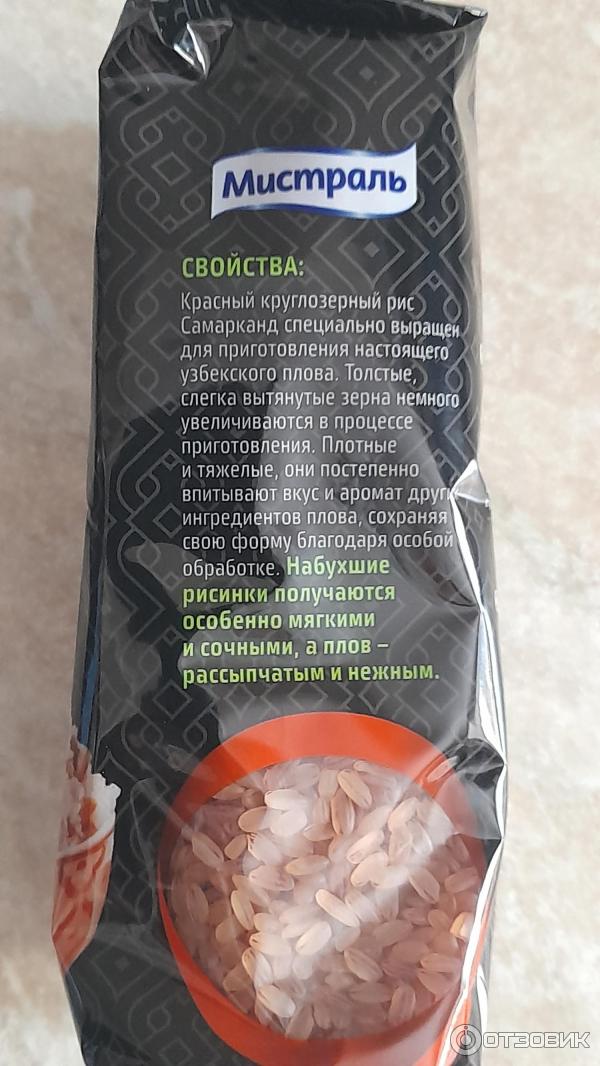 Мистраль
СВОЙСТВА:
Красный круглозерный рис
Самарканд специально выращен
для приготовления настоящего
узбекского плова. Толстые,
слегка вытянутые зерна немного
увеличиваются в процессе
приготовления. Плотные
и тяжелые, они постепенно
впитывают вкус и аромат други
ингредиентов плова, сохраняя
свою форму благодаря особой
обработке. Набухшие
рисинки получаются
особенно мягкими
и сочными, а плов –
рассыпчатым и нежным.
ОТЗОВИК